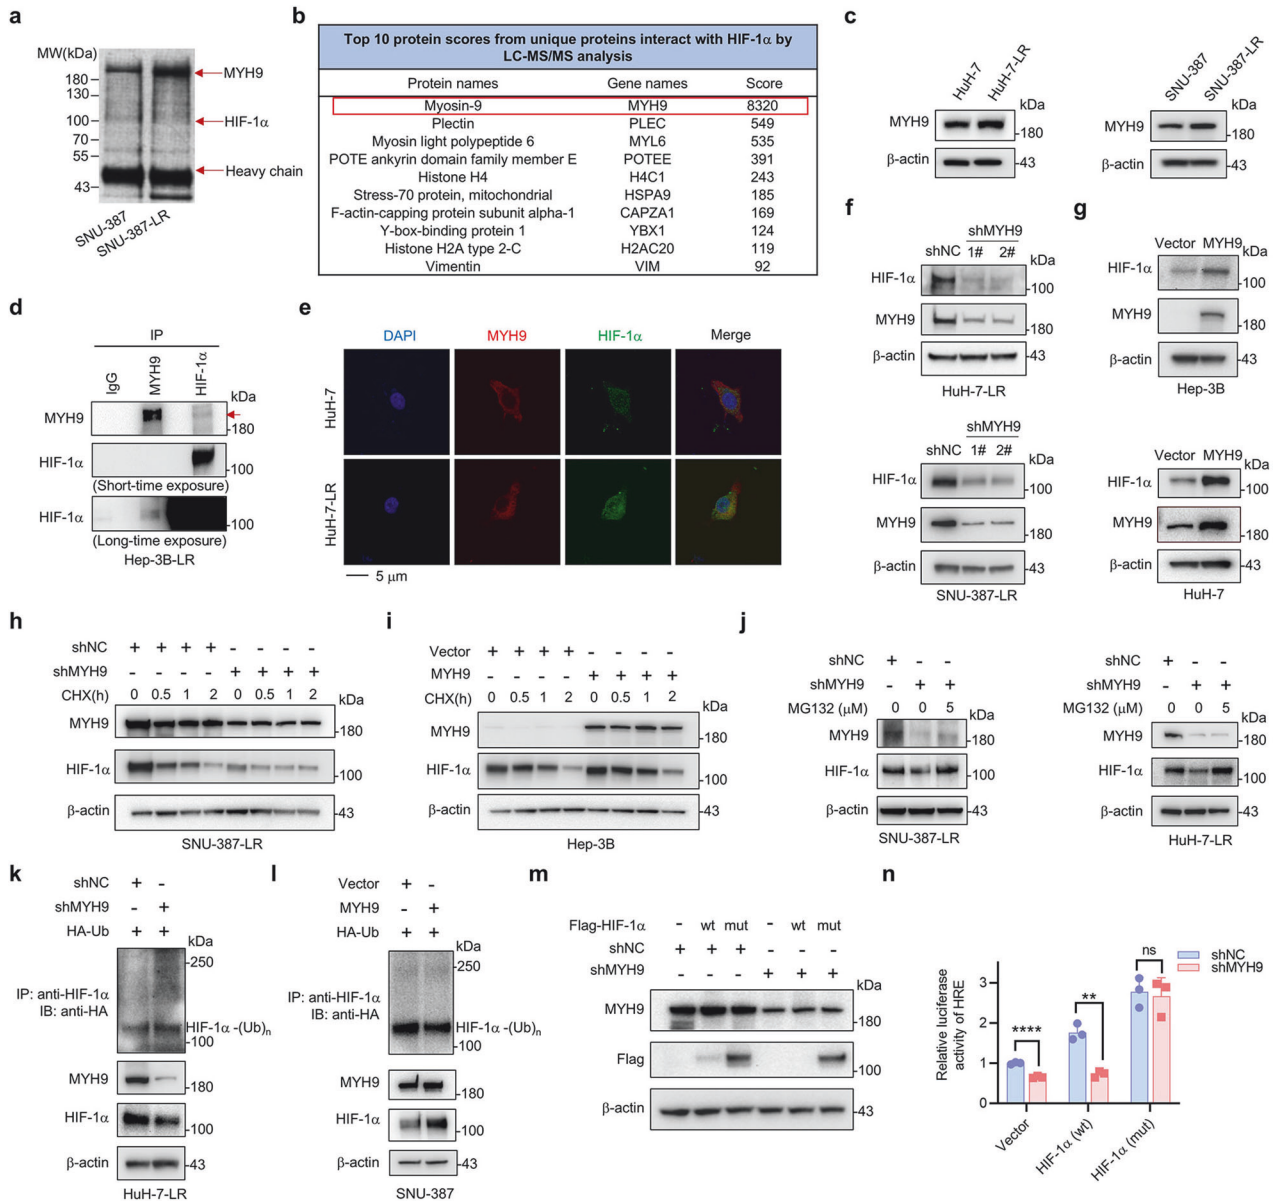 a
MW(kDa)
180
130
100
70
55
43
MYH9
HIF-1α
Heavy chain
SNU-387
SNU-387-LR
b
Top 10 protein scores from unique proteins interact with HIF-1α by
LC-MS/MS analysis
Protein names Gene names Score
Myosin-9 MYH9 8320
Plectin PLEC 549
Myosin light polypeptide 6 MYL6 535
POTE ankyrin domain family member E POTEE 391
Histone H4 H4C1 243
Stress-70 protein, mitochondrial HSPA9 185
F-actin-capping protein subunit alpha-1 CAPZA1 169
Y-box-binding protein 1 YBX1 124
Histone H2A type 2-C H2AC20 119
Vimentin VIM 92
c
HuH-7 HuH-7-LR
kDa
MYH9 180
β-actin 43
SNU-387 SNU-387-LR
kDa
MYH9 180
β-actin 43
d
IP
IgG MYH9 HIF-1α
kDa
MYH9 180
HIF-1α 100
(Short-time exposure)
HIF-1α 100
(Long-time exposure)
Hep-3B-LR
e
DAPI MYH9 HIF-1α Merge
HuH-7
HuH-7-LR
5 μm
f
shMYH9
shNC 1# 2#
kDa
HIF-1α 100
MYH9 180
β-actin 43
HuH-7-LR
shMYH9
shNC 1# 2#
kDa
HIF-1α 100
MYH9 180
β-actin 43
SNU-387-LR
g
Vector MYH9
kDa
HIF-1α 100
MYH9 180
β-actin 43
Hep-3B
Vector MYH9
kDa
HIF-1α 100
MYH9 180
β-actin 43
HuH-7
h
shNC + + + + - - - -
shMYH9 - - - - + + + +
CHX(h) 0 0.5 1 2 0 0.5 1 2
kDa
MYH9 180
HIF-1α 100
β-actin 43
SNU-387-LR
i
Vector + + + + - - - -
MYH9 - - - - + + + +
CHX(h) 0 0.5 1 2 0 0.5 1 2
kDa
MYH9 180
HIF-1α 100
β-actin 43
Hep-3B
j
shNC + - -
shMYH9 - + +
MG132 (μM) 0 0 5
kDa
MYH9 180
HIF-1α 100
β-actin 43
SNU-387-LR
shNC + - -
shMYH9 - + +
MG132 (μM) 0 0 5
kDa
MYH9 180
HIF-1α 100
β-actin 43
HuH-7-LR
k
shNC + -
shMYH9 - +
HA-Ub + +
kDa
250
IP: anti-HIF-1α
IB: anti-HA
HIF-1α -(Ub)n
100
MYH9 180
HIF-1α 100
β-actin 43
HuH-7-LR
l
Vector + -
MYH9 - +
HA-Ub + +
kDa
250
IP: anti-HIF-1α
IB: anti-HA
HIF-1α -(Ub)n
100
MYH9 180
HIF-1α 100
β-actin 43
SNU-387
m
Flag-HIF-1α - wt mut - wt mut
shNC + + + - - -
shMYH9 - - - + + +
kDa
MYH9 180
Flag 100
β-actin 43
n
shNC
shMYH9
Relative luciferase
activity of HRE
3
2
1
0
****
**
ns
Vector
HIF-1α (wt)
HIF-1α (mut)